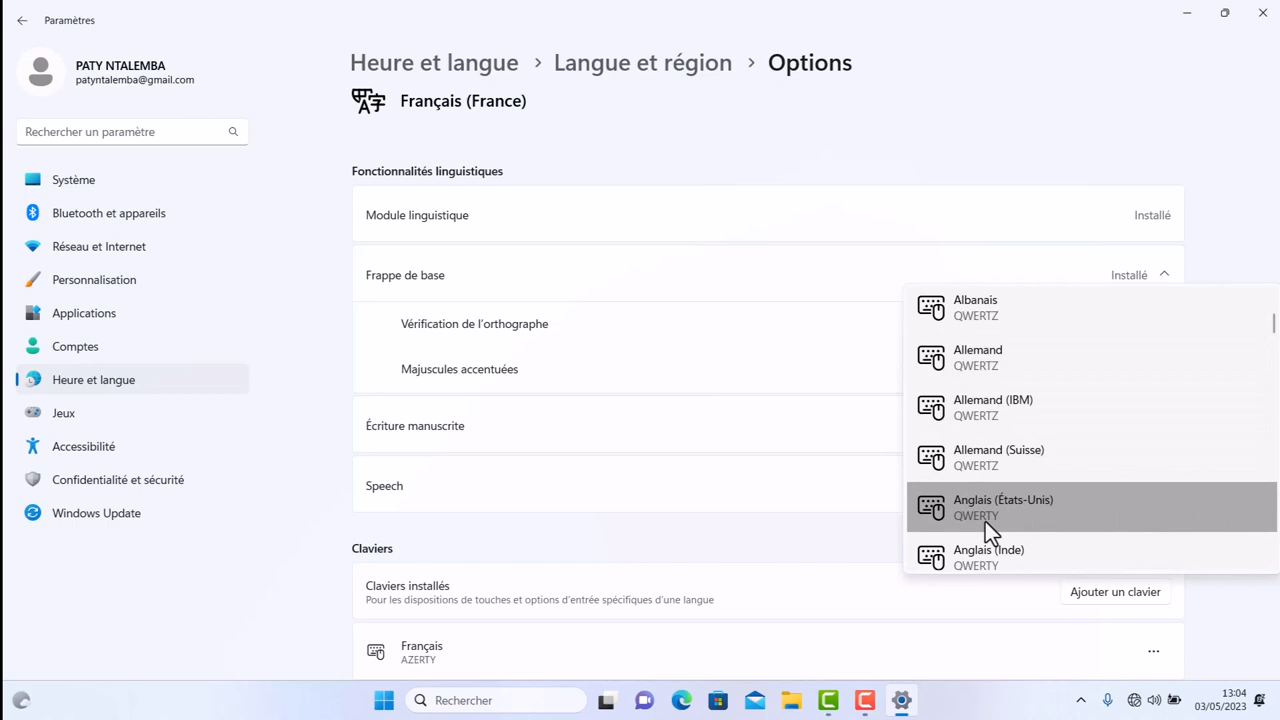 Paramètres
PATY NTALEMBA
patyntalemba@gmail.com
Rechercher un paramètre
Système
Bluetooth et appareils
Réseau et Internet
Personnalisation
Applications
Comptes
Heure et langue
Jeux
Accessibilité
Confidentialité et sécurité
Windows Update
Heure et langue > Langue et région > Options
Français (France)
Fonctionnalités linguistiques
Module linguistique Installé
Frappe de base Installé
Vérification de l'orthographe
Majuscules accentuées
Écriture manuscrite
Speech
Albanais
QWERTZ
Allemand
QWERTZ
Allemand (IBM)
QWERTZ
Allemand (Suisse)
QWERTZ
Anglais (États-Unis)
QWERTY
Anglais (Inde)
QWERTY
Claviers
Claviers installés
Pour les dispositions de touches et options d'entrée spécifiques d'une langue
Ajouter un clavier
Français
AZERTY
Rechercher
13:04
03/05/2023